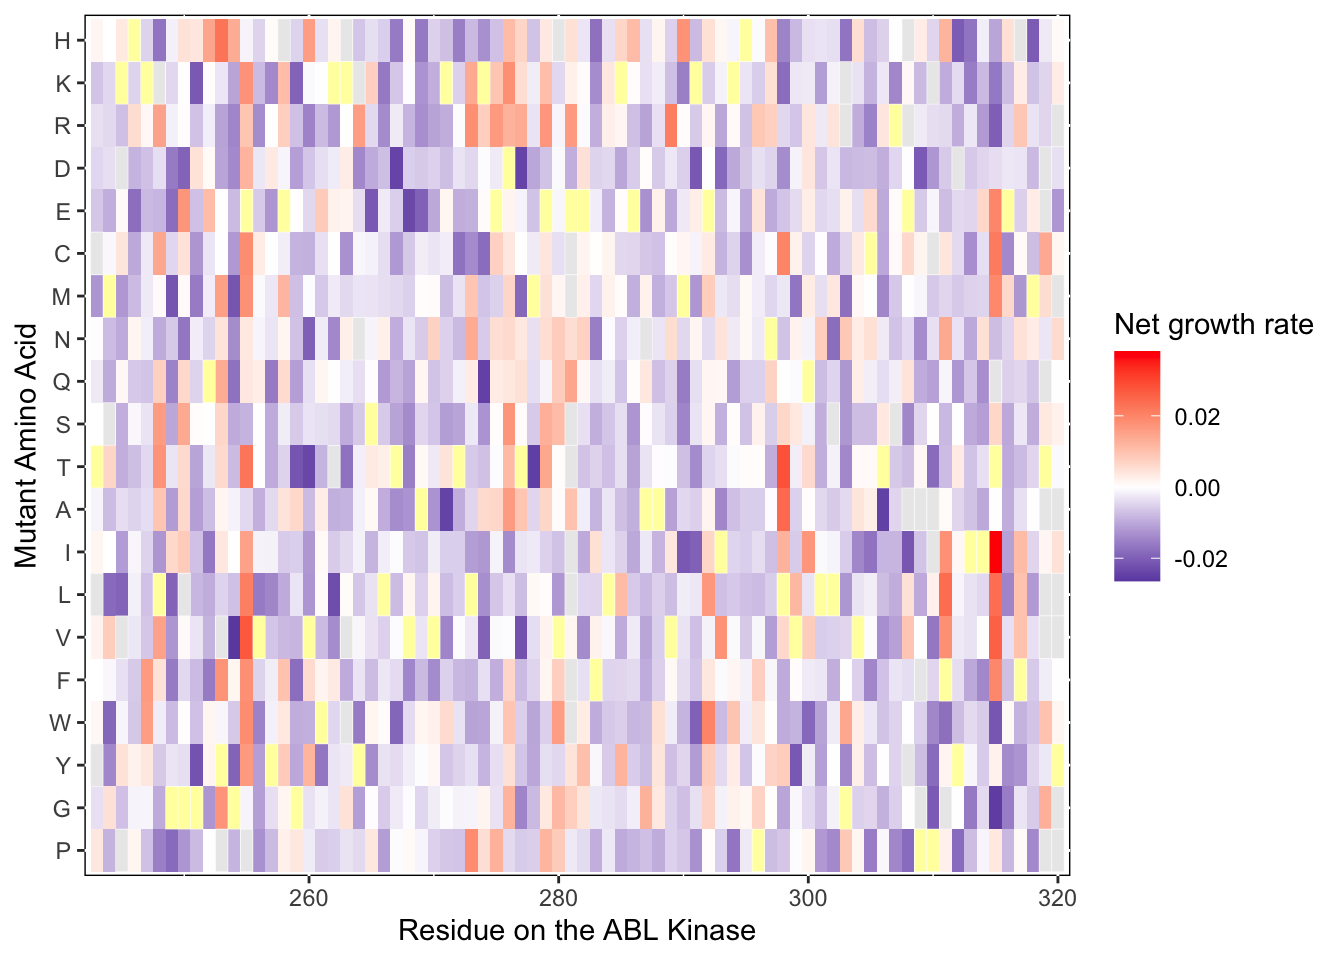 H
K
R
D
E
C
M
N
Q
S
T
A
I
L
V
F
W
Y
G
P
Mutant Amino Acid
260
280
300
320
Residue on the ABL Kinase
Net growth rate
0.02
0.00
-0.02